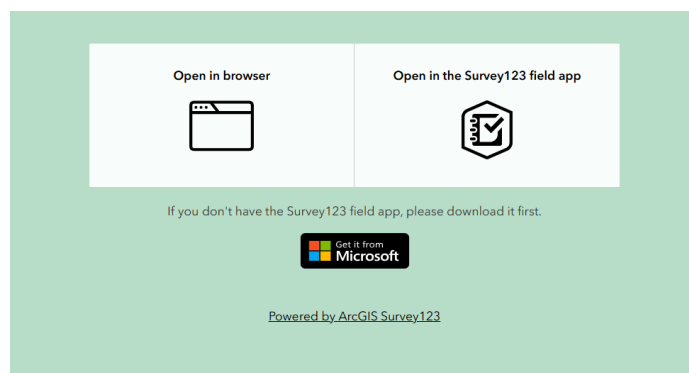 Open in browser
Open in the Survey123 field app
If you don't have the Survey123 field app, please download it first.
Get it from
Microsoft
Powered by ArcGIS Survey123